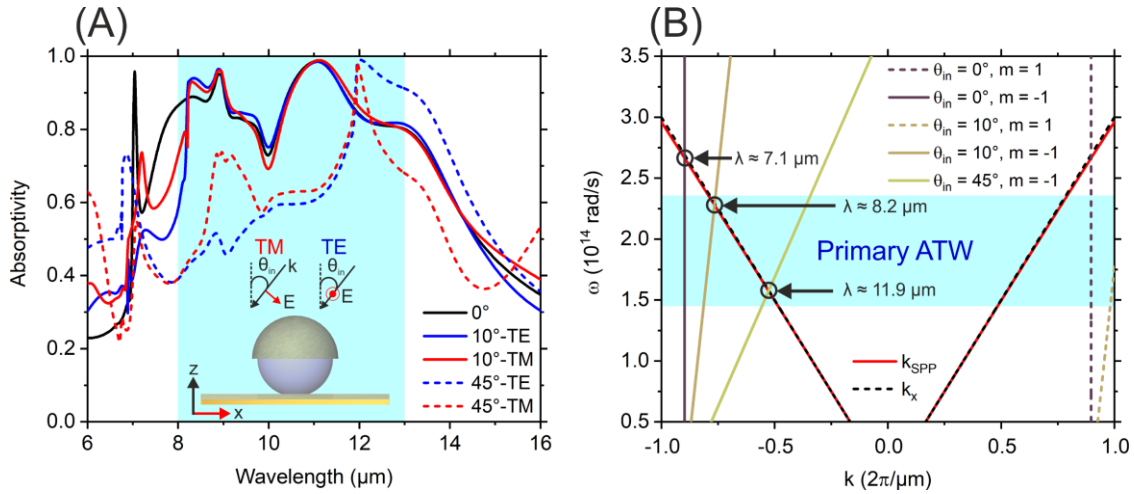 (A)
1.0
0.8
0.6
0.4
0.2
0.0
Absorptivity
6 8 10 12 14 16
Wavelength (µm)
TM TE
θin k θin
E E
z
x
0°
10°-TE
10°-TM
45°-TE
45°-TM
(B)
3.5
3.0
2.5
2.0
1.5
1.0
0.5
ω (10¹⁴ rad/s)
θin = 0°, m = 1
θin = 0°, m = -1
θin = 10°, m = 1
θin = 10°, m = -1
θin = 45°, m = -1
λ ≈ 7.1 µm
λ ≈ 8.2 µm
Primary ATW
λ ≈ 11.9 µm
kSPP
kx
-1.0 -0.5 0.0 0.5 1.0
k (2π/µm)